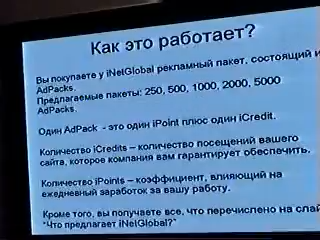 Как это работает?
Вы покупаете у iNetGlobal рекламный пакет, состоящий и
AdPacks.
Предлагаемые пакеты: 250, 500, 1000, 2000, 5000
AdPacks.
Один AdPack - это один iPoint плюс один iCredit.
Количество iCredits – количество посещений вашего
сайта, которое компания вам гарантирует обеспечить.
Количество iPoints – коэффициент, влияющий на
ежедневный заработок за вашу работу.
Кроме того, вы получаете все, что перечислено на слай
"Что предлагает iNetGlobal?"